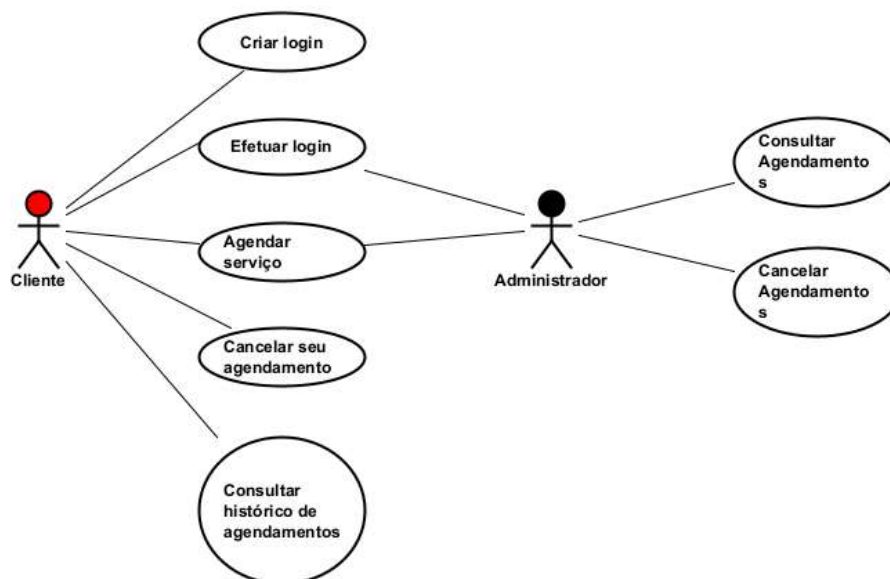 Criar login
Efetuar login
Agendar
serviço
Cancelar seu
agendamento
Consultar
histórico de
agendamentos
Cliente
Administrador
Consultar
Agendamento
s
Cancelar
Agendamento
s